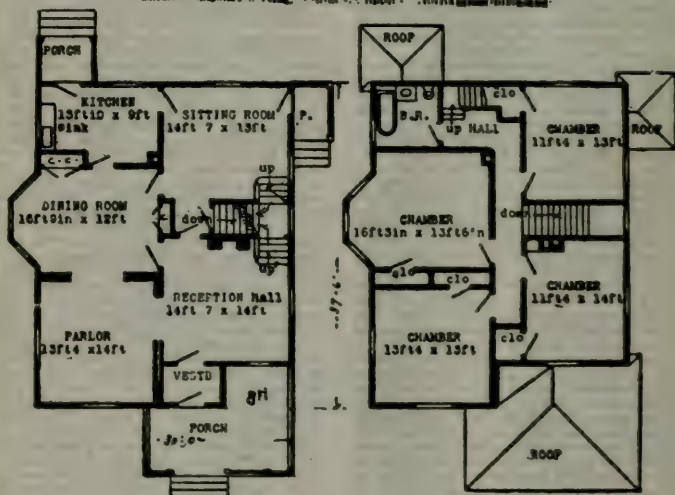 PORCH
KITCHEN
13ft10 x 9ft
sink
SITTING ROOM
14ft 7 x 13ft
P.
c.c.
up
DINING ROOM
16ft9in x 12ft
down
up
RECEPTION Hall
14ft 7 x 14ft
PARLOR
13ft4 x14ft
VESTB
PORCH
ROOF
clo
B.R.
up HALL
CHAMBER
11ft4 x 13ft
ROOF
CHAMBER
16ft3in x 13ft6in
down
clo
clo
CHAMBER
11ft4 x 14ft
CHAMBER
13ft4 x 13ft
clo
ROOF